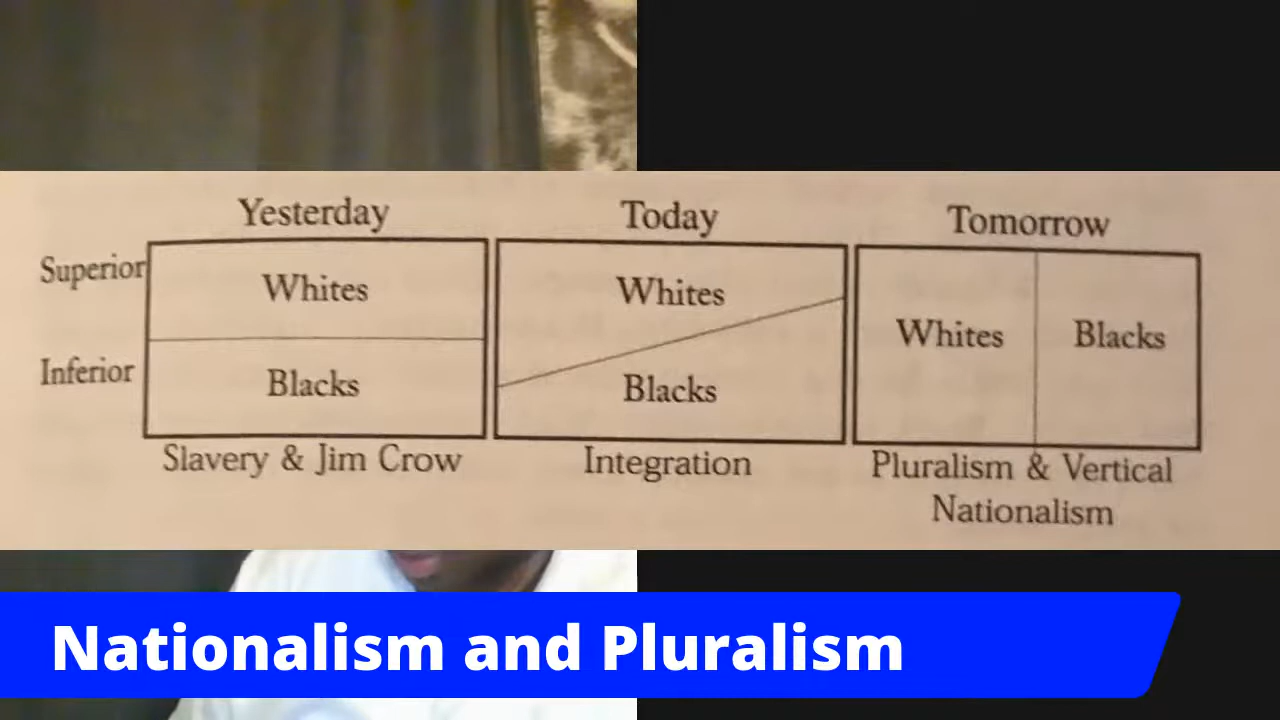 Yesterday Today Tomorrow
Superior Whites Whites Whites Blacks
Inferior Blacks Blacks
Slavery & Jim Crow Integration Pluralism & Vertical
Nationalism
Nationalism and Pluralism